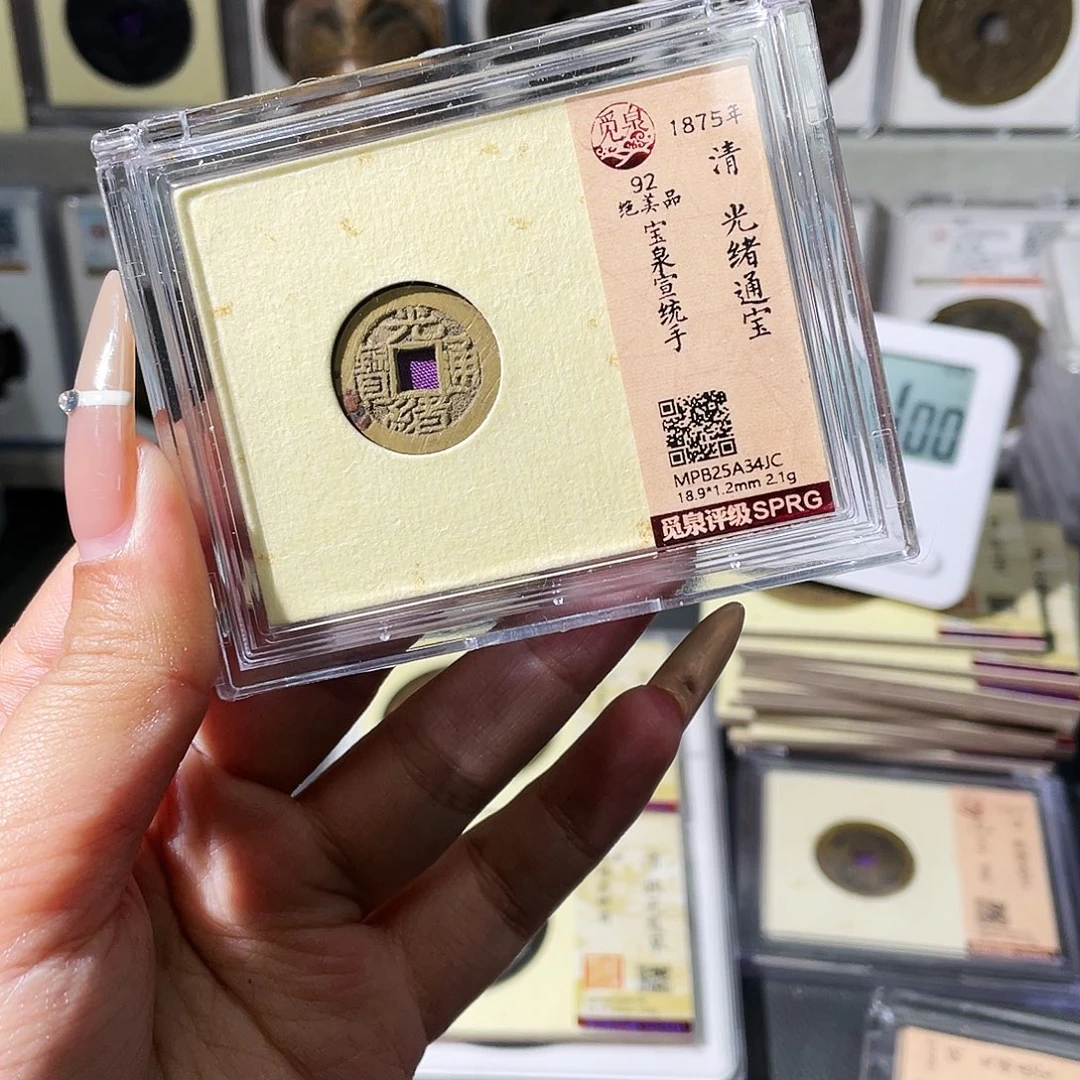 觅泉
1875年
清 光绪通宝
92
绝美品
宝泉宣统手
MPB25A34JC
18.9*1.2mm 2.1g
觅泉评级SPRG
光緒通寶